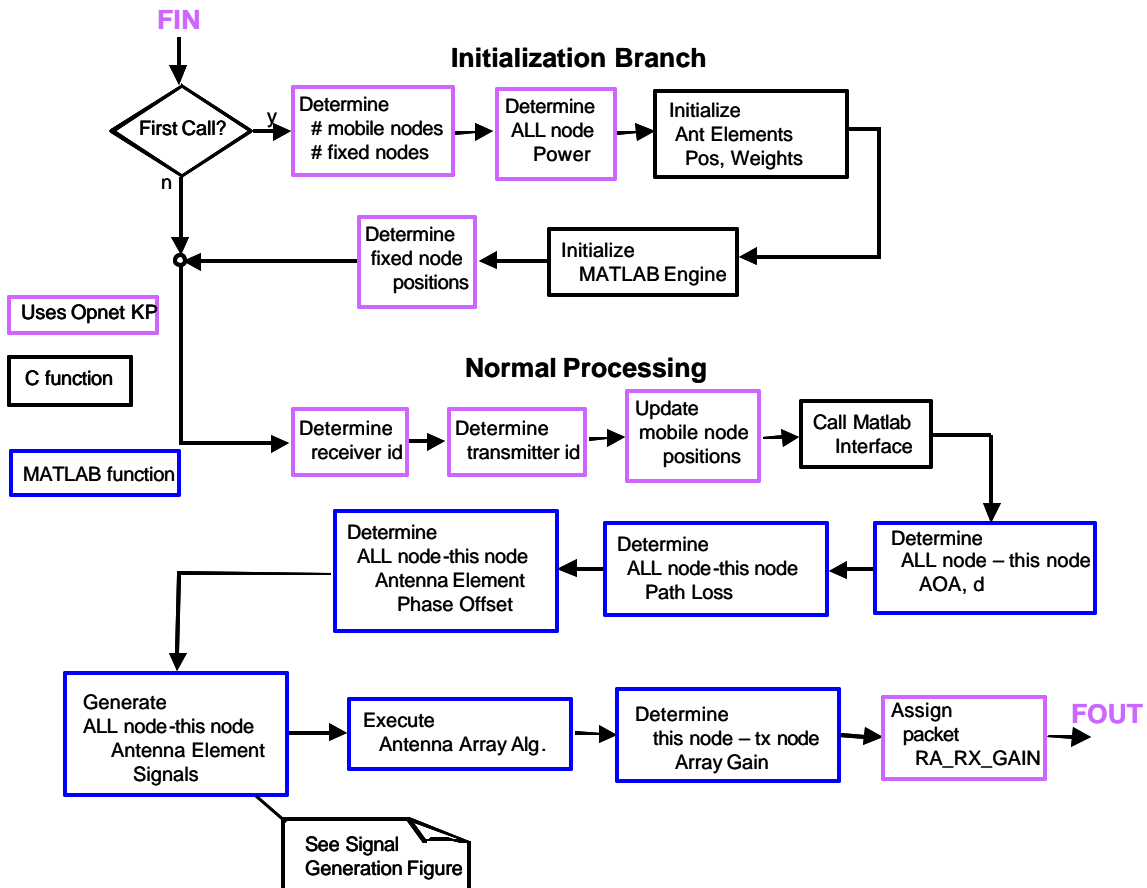 FIN
Initialization Branch
First Call?
y
n
Determine
# mobile nodes
# fixed nodes
Determine
ALL node
Power
Initialize
Ant Elements
Pos, Weights
Initialize
MATLAB Engine
Determine
fixed node
positions
Uses Opnet KP
C function
MATLAB function
Normal Processing
Determine
receiver id
Determine
transmitter id
Update
mobile node
positions
Call Matlab
Interface
Determine
ALL node – this node
AOA, d
Determine
ALL node-this node
Path Loss
Determine
ALL node-this node
Antenna Element
Phase Offset
Generate
ALL node-this node
Antenna Element
Signals
Execute
Antenna Array Alg.
Determine
this node – tx node
Array Gain
Assign
packet
RA_RX_GAIN
FOUT
See Signal
Generation Figure